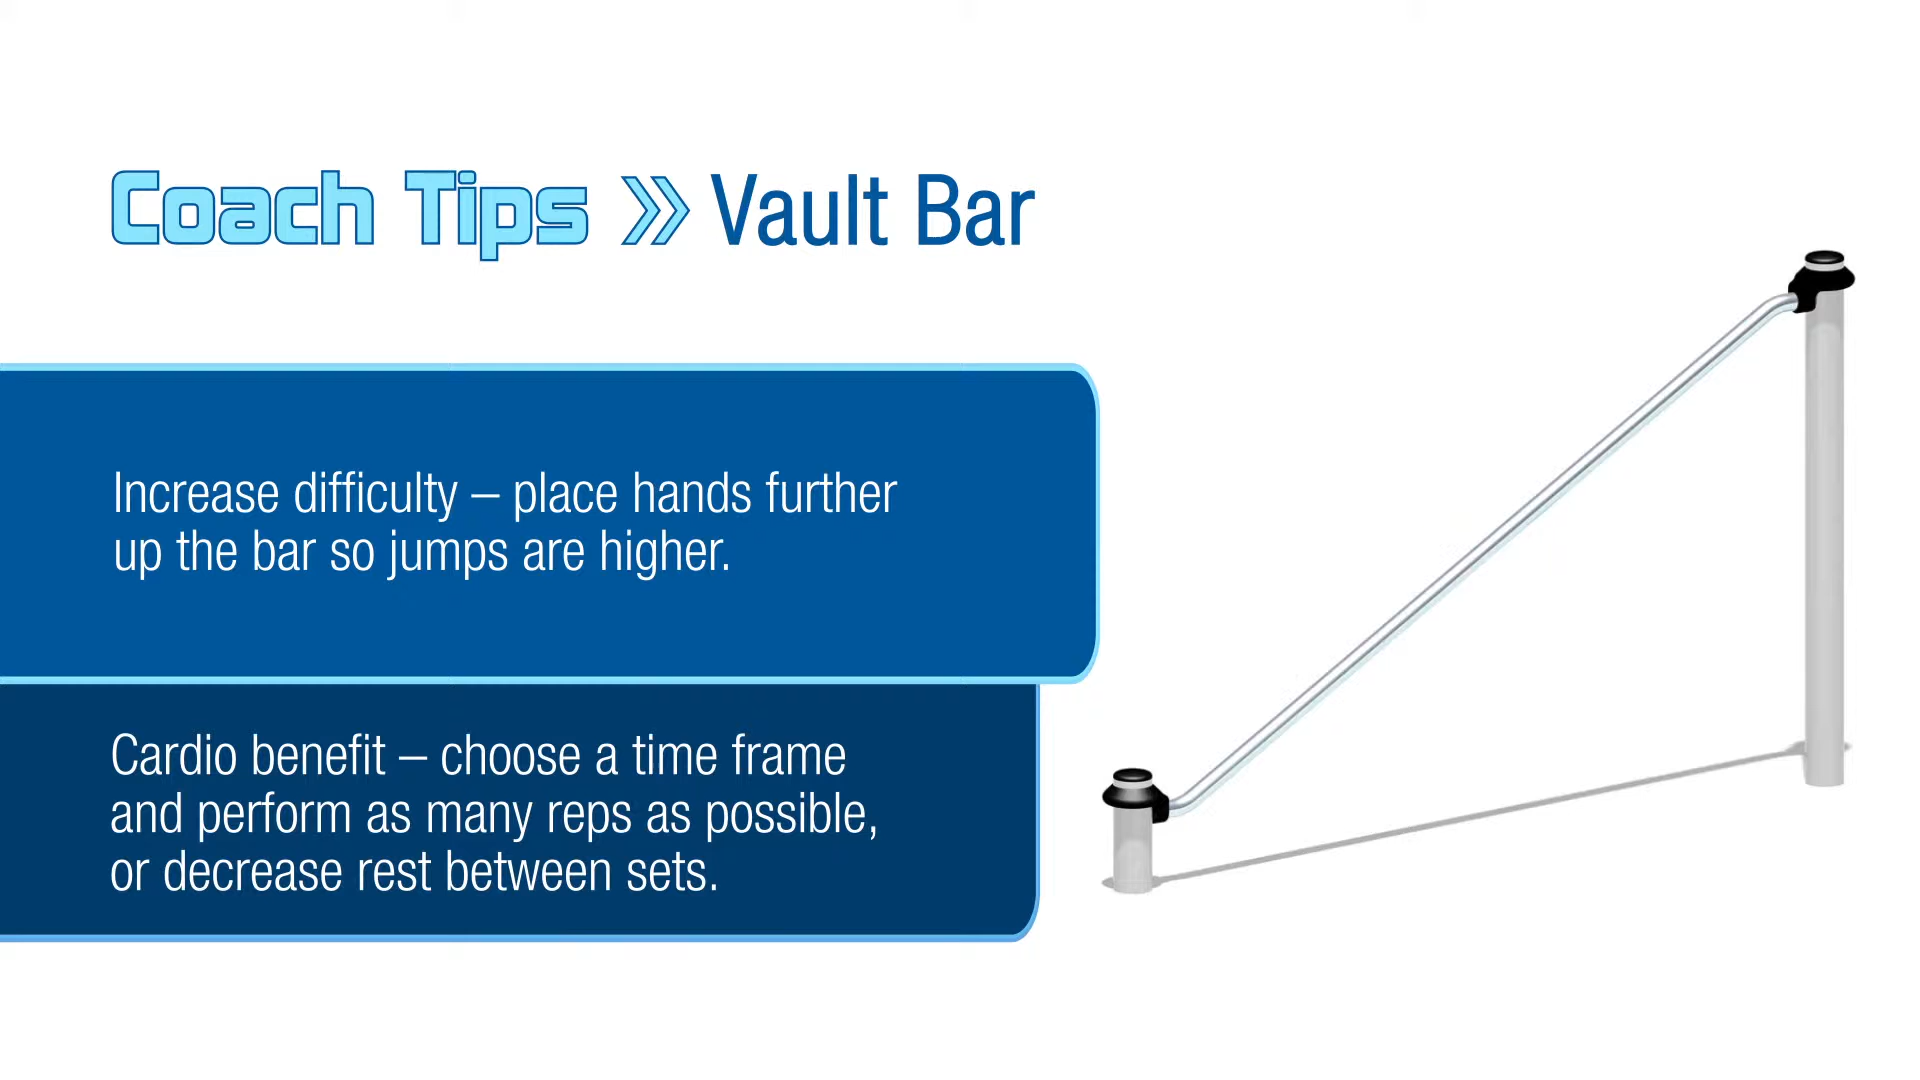 Coach Tips » Vault Bar
Increase difficulty – place hands further
up the bar so jumps are higher.
Cardio benefit – choose a time frame
and perform as many reps as possible,
or decrease rest between sets.